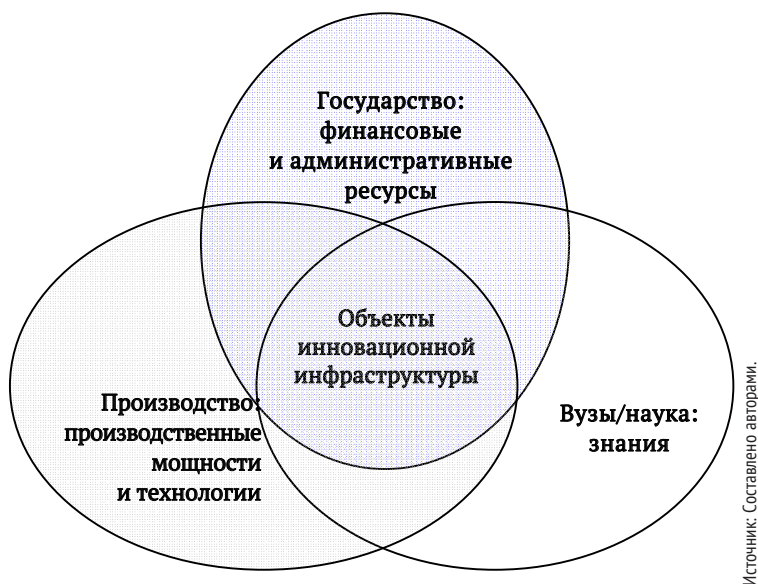 Государство:
финансовые
и административные
ресурсы
Объекты
инновационной
инфраструктуры
Производство:
производственные
мощности
и технологии
Вузы/наука:
знания
Источник: Составлено авторами.